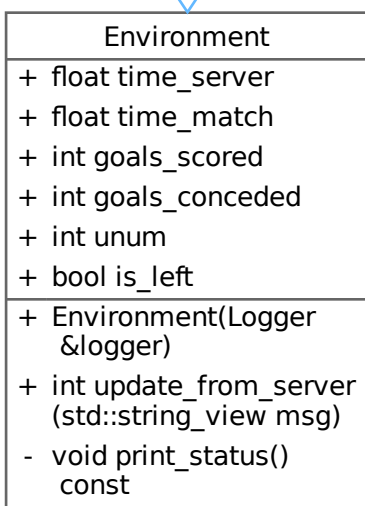 Environment
+ float time_server
+ float time_match
+ int goals_scored
+ int goals_conceded
+ int unum
+ bool is_left
+ Environment(Logger
&logger)
+ int update_from_server
(std::string_view msg)
- void print_status()
const